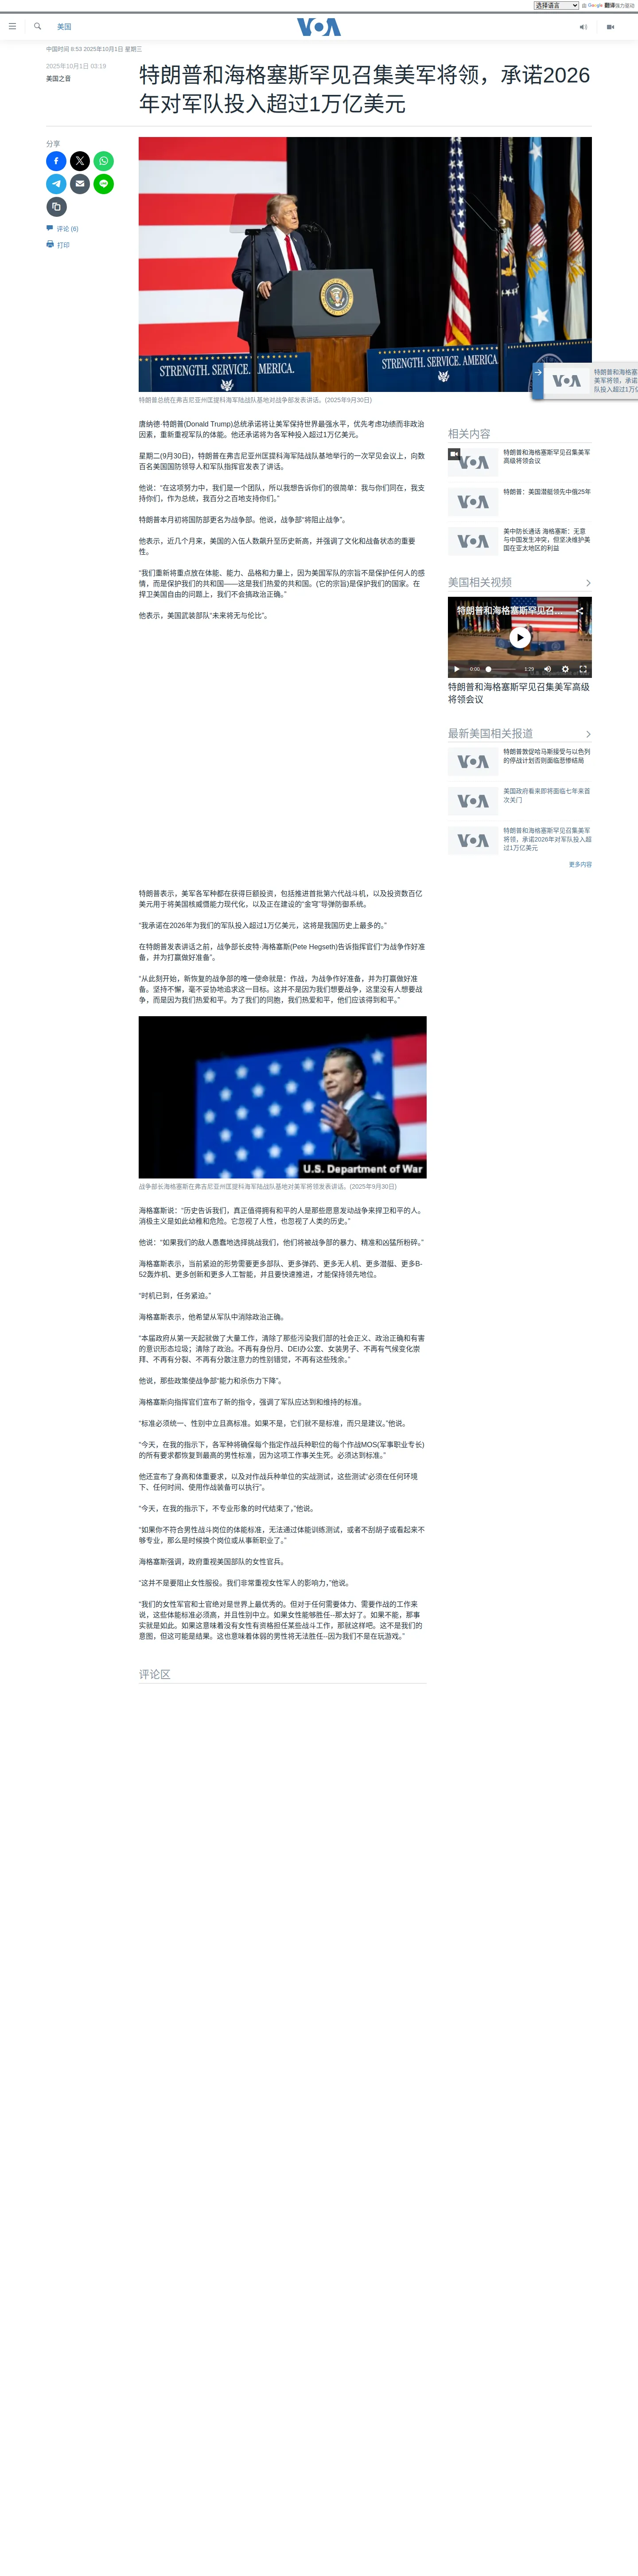 选择语言
由 Google 翻译强力驱动
美国
VOA
中国时间 8:53 2025年10月1日 星期三
2025年10月1日 03:19
美国之音
特朗普和海格塞斯罕见召集美军将领，承诺2026
年对军队投入超过1万亿美元
分享
评论 (6)
打印
STRENGTH. SERVICE. AMERICA.
STRENGTH. SERVICE. AMERICA.
特朗普总统在弗吉尼亚州匡提科海军陆战队基地对战争部发表讲话。(2025年9月30日)
特朗普和海格塞
美军将领，承诺
队投入超过1万亿
唐纳德·特朗普(Donald Trump)总统承诺将让美军保持世界最强水平，优先考虑功绩而非政治
因素，重新重视军队的体能。他还承诺将为各军种投入超过1万亿美元。
星期二(9月30日)，特朗普在弗吉尼亚州匡提科海军陆战队基地举行的一次罕见会议上，向数
百名美国国防领导人和军队指挥官发表了讲话。
他说：“在这项努力中，我们是一个团队，所以我想告诉你们的很简单：我与你们同在，我支
持你们，作为总统，我百分之百地支持你们。”
特朗普本月初将国防部更名为战争部。他说，战争部“将阻止战争”。
他表示，近几个月来，美国的入伍人数飙升至历史新高，并强调了文化和战备状态的重要
性。
“我们重新将重点放在体能、能力、品格和力量上，因为美国军队的宗旨不是保护任何人的感
情，而是保护我们的共和国——这是我们热爱的共和国。(它的宗旨)是保护我们的国家。在
捍卫美国自由的问题上，我们不会搞政治正确。”
他表示，美国武装部队“未来将无与伦比”。
相关内容
VOA
特朗普和海格塞斯罕见召集美军
高级将领会议
VOA
特朗普：美国潜艇领先中俄25年
VOA
美中防长通话 海格塞斯：无意
与中国发生冲突，但坚决维护美
国在亚太地区的利益
美国相关视频
特朗普和海格塞斯罕见召...
0:00
1:29
特朗普和海格塞斯罕见召集美军高级
将领会议
最新美国相关报道
VOA
特朗普敦促哈马斯接受与以色列
的停战计划否则面临悲惨结局
VOA
美国政府看来即将面临七年来首
次关门
VOA
特朗普和海格塞斯罕见召集美军
将领，承诺2026年对军队投入超
过1万亿美元
更多内容
特朗普表示，美军各军种都在获得巨额投资，包括推进首批第六代战斗机，以及投资数百亿
美元用于将美国核威慑能力现代化，以及正在建设的“金穹”导弹防御系统。
“我承诺在2026年为我们的军队投入超过1万亿美元，这将是我国历史上最多的。”
在特朗普发表讲话之前，战争部长皮特·海格塞斯(Pete Hegseth)告诉指挥官们“为战争作好准
备，并为打赢做好准备”。
“从此刻开始，新恢复的战争部的唯一使命就是：作战，为战争作好准备，并为打赢做好准
备。坚持不懈，毫不妥协地追求这一目标。这并不是因为我们想要战争，这里没有人想要战
争，而是因为我们热爱和平。为了我们的同胞，我们热爱和平，他们应该得到和平。”
U.S. Department of War
战争部长海格塞斯在弗吉尼亚州匡提科海军陆战队基地对美军将领发表讲话。(2025年9月30日)
海格塞斯说：“历史告诉我们，真正值得拥有和平的人是那些愿意发动战争来捍卫和平的人。
消极主义是如此幼稚和危险。它忽视了人性，也忽视了人类的历史。”
他说：“如果我们的敌人愚蠢地选择挑战我们，他们将被战争部的暴力、精准和凶猛所粉碎。”
海格塞斯表示，当前紧迫的形势需要更多部队、更多弹药、更多无人机、更多潜艇、更多B-
52轰炸机、更多创新和更多人工智能，并且要快速推进，才能保持领先地位。
“时机已到，任务紧迫。”
海格塞斯表示，他希望从军队中消除政治正确。
“本届政府从第一天起就做了大量工作，清除了那些污染我们部的社会正义、政治正确和有害
的意识形态垃圾；清除了政治。不再有身份月、DEI办公室、女装男子、不再有气候变化崇
拜、不再有分裂、不再有分散注意力的性别错觉，不再有这些残余。”
他说，那些政策使战争部“能力和杀伤力下降”。
海格塞斯向指挥官们宣布了新的指令，强调了军队应达到和维持的标准。
“标准必须统一、性别中立且高标准。如果不是，它们就不是标准，而只是建议。”他说。
“今天，在我的指示下，各军种将确保每个指定作战兵种职位的每个作战MOS(军事职业专长)
的所有要求都恢复到最高的男性标准，因为这项工作事关生死。必须达到标准。”
他还宣布了身高和体重要求，以及对作战兵种单位的实战测试，这些测试“必须在任何环境
下、任何时间、使用作战装备可以执行”。
“今天，在我的指示下，不专业形象的时代结束了，”他说。
“如果你不符合男性战斗岗位的体能标准，无法通过体能训练测试，或者不刮胡子或看起来不
够专业，那么是时候换个岗位或从事新职业了。”
海格塞斯强调，政府重视美国部队的女性官兵。
“这并不是要阻止女性服役。我们非常重视女性军人的影响力，”他说。
“我们的女性军官和士官绝对是世界上最优秀的。但对于任何需要体力、需要作战的工作来
说，这些体能标准必须高，并且性别中立。如果女性能够胜任--那太好了。如果不能，那事
实就是如此。如果这意味着没有女性有资格担任某些战斗工作，那就这样吧。这不是我们的
意图，但这可能是结果。这也意味着体弱的男性将无法胜任--因为我们不是在玩游戏。”
评论区